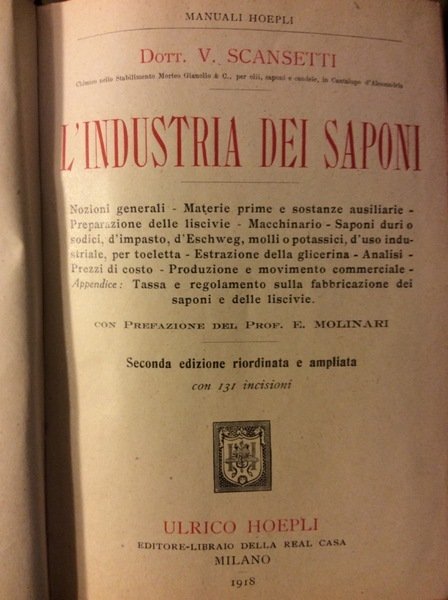 MANUALI HOEPLI
DOTT. V. SCANSETTI
Chimico nello Stabilimento Morteo Gianolio & C., per olii, saponi e candele, in Cantalupo d'Alessandria
L'INDUSTRIA DEI SAPONI
Nozioni generali - Materie prime e sostanze ausiliarie -
Preparazione delle liscivie - Macchinario - Saponi duri o
sodici, d'impasto, d'Eschweg, molli o potassici, d'uso indu-
striale, per toeletta - Estrazione della glicerina - Analisi -
Prezzi di costo - Produzione e movimento commerciale -
Appendice: Tassa e regolamento sulla fabbricazione dei
saponi e delle liscivie.
CON PREFAZIONE DEL PROF. E. MOLINARI
Seconda edizione riordinata e ampliata
con 131 incisioni
ULRICO HOEPLI
EDITORE-LIBRAIO DELLA REAL CASA
MILANO
1918